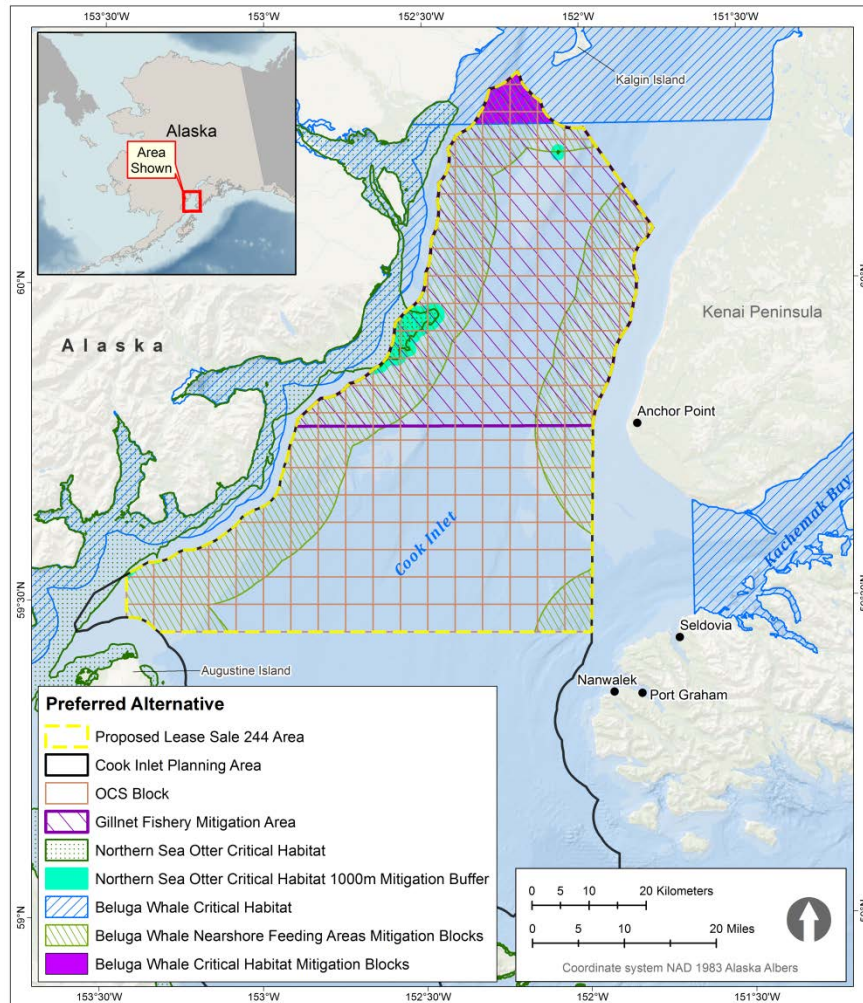 153°30'W
153°W
152°30'W
152°W
151°30'W
Alaska
Area
Shown
Kalgin Island
60°N
60°N
Kenai Peninsula
Alaska
Anchor Point
Cook Inlet
Kachemak Bay
59°30'N
59°30'N
Seldovia
Augustine Island
Nanwalek
Port Graham
Preferred Alternative
Proposed Lease Sale 244 Area
Cook Inlet Planning Area
OCS Block
Gillnet Fishery Mitigation Area
Northern Sea Otter Critical Habitat
Northern Sea Otter Critical Habitat 1000m Mitigation Buffer
Beluga Whale Critical Habitat
Beluga Whale Nearshore Feeding Areas Mitigation Blocks
Beluga Whale Critical Habitat Mitigation Blocks
0 5 10 20 Kilometers
0 5 10 20 Miles
Coordinate system NAD 1983 Alaska Albers
59°N
59°N
153°30'W
153°W
152°30'W
152°W
151°30'W